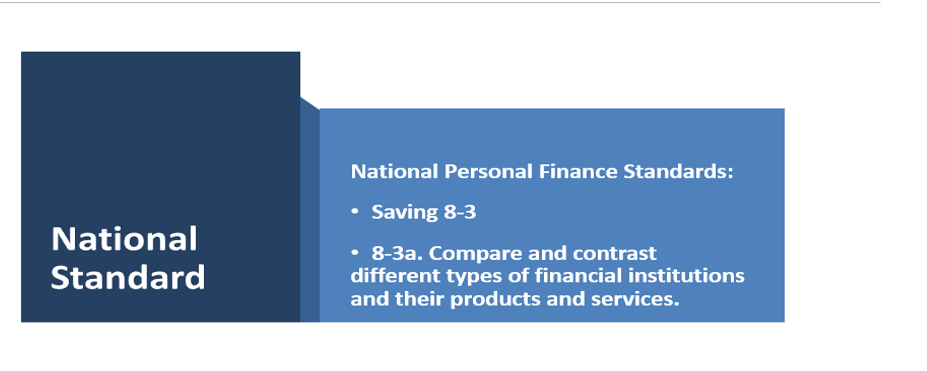 National
Standard
National Personal Finance Standards:
• Saving 8-3
• 8-3a. Compare and contrast
different types of financial institutions
and their products and services.